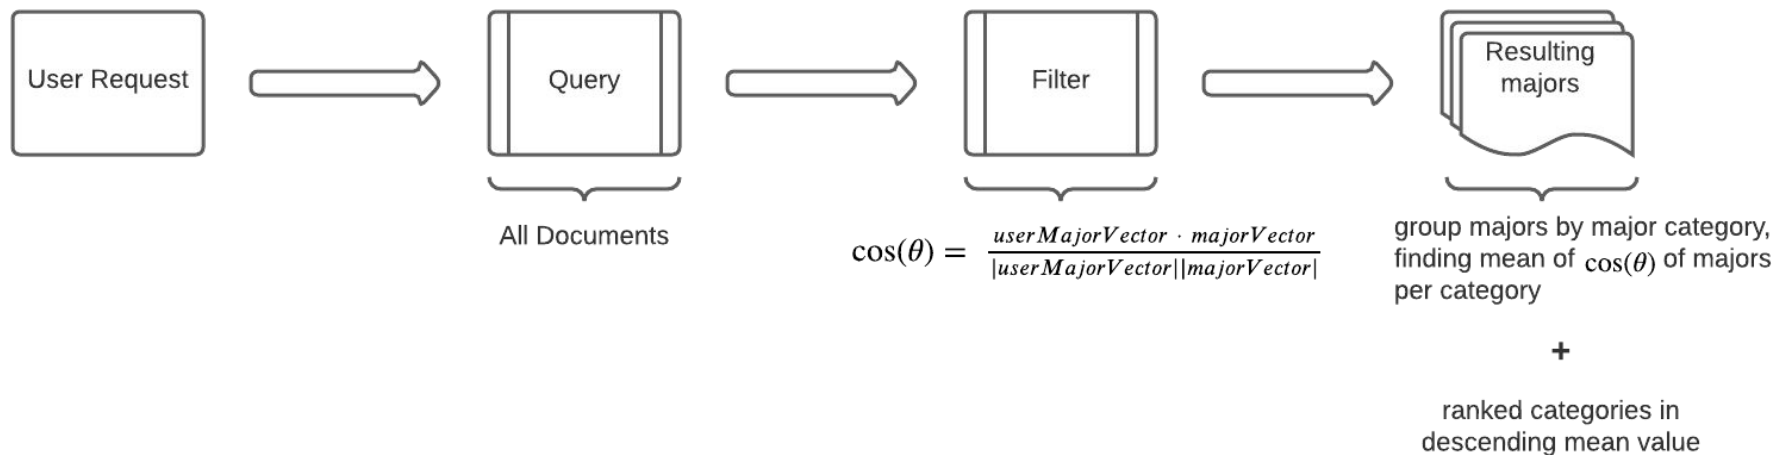 User Request
Query
Filter
Resulting
majors
All Documents
cos(θ) = userMajorVector · majorVector
|userMajorVector||majorVector|
group majors by major category,
finding mean of cos(θ) of majors
per category
+
ranked categories in
descending mean value